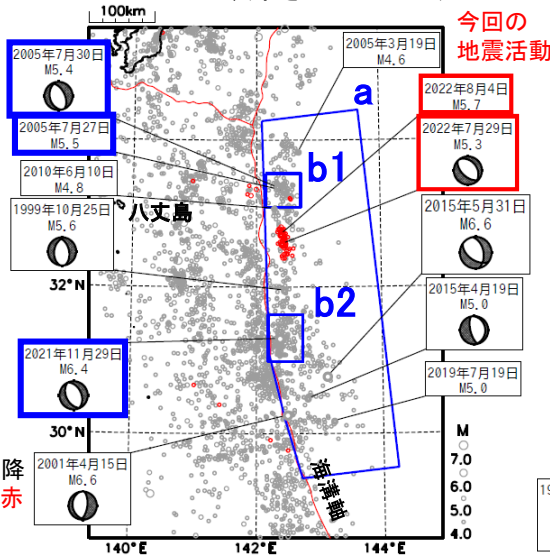 100km
今回の
地震活動
2005年7月30日
M5.4
2005年3月19日
M4.6
a
2022年8月4日
M5.7
2005年7月27日
M5.5
b1
2022年7月29日
M5.3
2010年6月10日
M4.8
八丈島
1999年10月25日
M5.6
2015年5月31日
M6.6
32°N
b2
2015年4月19日
M5.0
2021年11月29日
M6.4
2019年7月19日
M5.0
30°N
M
7.0
6.0
5.0
4.0
降
赤
2001年4月15日
M6.6
海溝軸
19
140°E
142°E
144°E